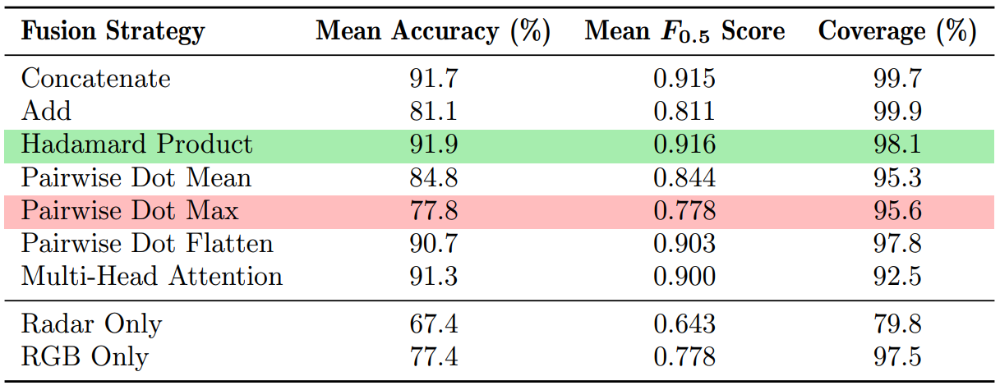 Fusion Strategy Mean Accuracy (%) Mean F0.5 Score Coverage (%)
Concatenate 91.7 0.915 99.7
Add 81.1 0.811 99.9
Hadamard Product 91.9 0.916 98.1
Pairwise Dot Mean 84.8 0.844 95.3
Pairwise Dot Max 77.8 0.778 95.6
Pairwise Dot Flatten 90.7 0.903 97.8
Multi-Head Attention 91.3 0.900 92.5
Radar Only 67.4 0.643 79.8
RGB Only 77.4 0.778 97.5